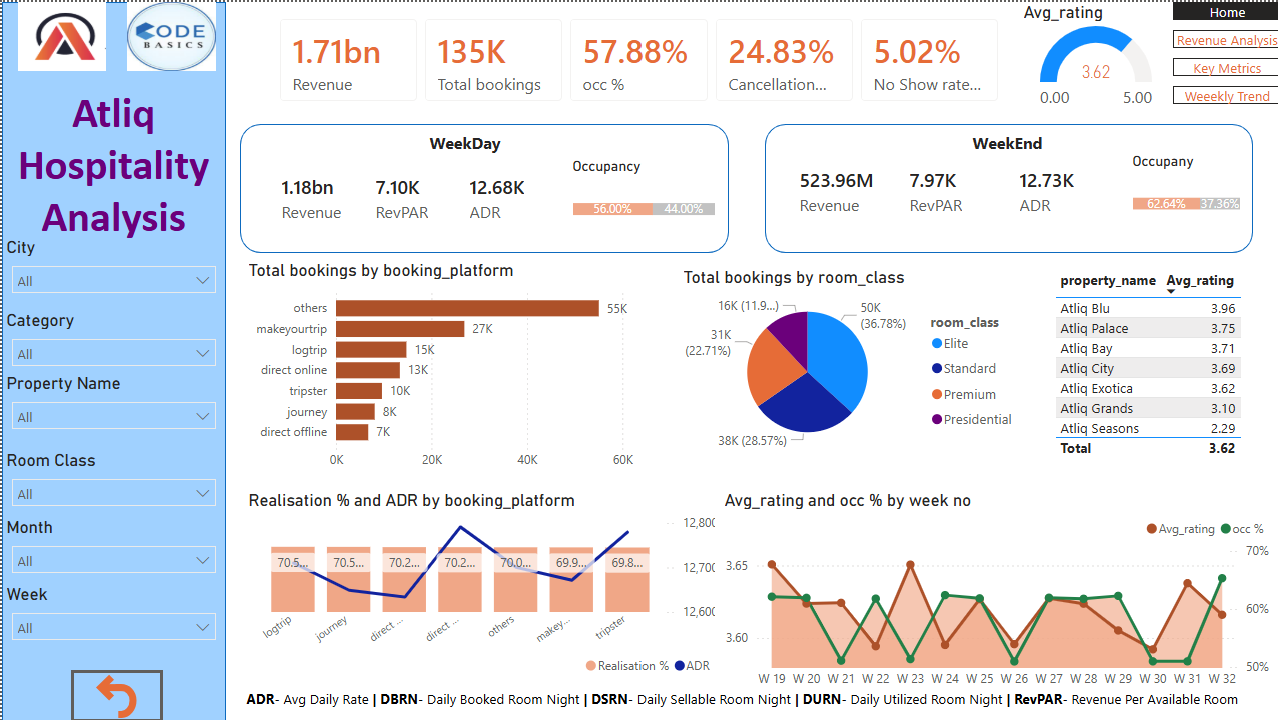 CODE
BASICS
Atliq
Hospitality
Analysis
City
All
Category
All
Property Name
All
Room Class
All
Month
All
Week
All
1.71bn
Revenue
135K
Total bookings
57.88%
occ %
24.83%
Cancellation...
5.02%
No Show rate...
Avg_rating
3.62
0.00 5.00
Home
Revenue Analysis
Key Metrics
Weeekly Trend
WeekDay
1.18bn
Revenue
7.10K
RevPAR
12.68K
ADR
Occupancy
56.00% 44.00%
WeekEnd
523.96M
Revenue
7.97K
RevPAR
12.73K
ADR
Occupany
62.64% 37.36%
Total bookings by booking_platform
others 55K
makeyourtrip 27K
logtrip 15K
direct online 13K
tripster 10K
journey 8K
direct offline 7K
0K 20K 40K 60K
Total bookings by room_class
16K (11.9...)
50K
(36.78%)
31K
(22.71%)
38K (28.57%)
room_class
Elite
Standard
Premium
Presidential
property_name Avg_rating
Atliq Blu 3.96
Atliq Palace 3.75
Atliq Bay 3.71
Atliq City 3.69
Atliq Exotica 3.62
Atliq Grands 3.10
Atliq Seasons 2.29
Total 3.62
Realisation % and ADR by booking_platform
12,800
12,700
12,600
70.5... 70.5... 70.2... 70.2... 70.0... 69.9... 69.8...
logtrip journey direct ... direct ... others makey... tripster
Realisation % ADR
Avg_rating and occ % by week no
Avg_rating occ %
3.65
3.60
70%
60%
50%
W 19 W 20 W 21 W 22 W 23 W 24 W 25 W 26 W 27 W 28 W 29 W 30 W 31 W 32
ADR- Avg Daily Rate | DBRN- Daily Booked Room Night | DSRN- Daily Sellable Room Night | DURN- Daily Utilized Room Night | RevPAR- Revenue Per Available Room